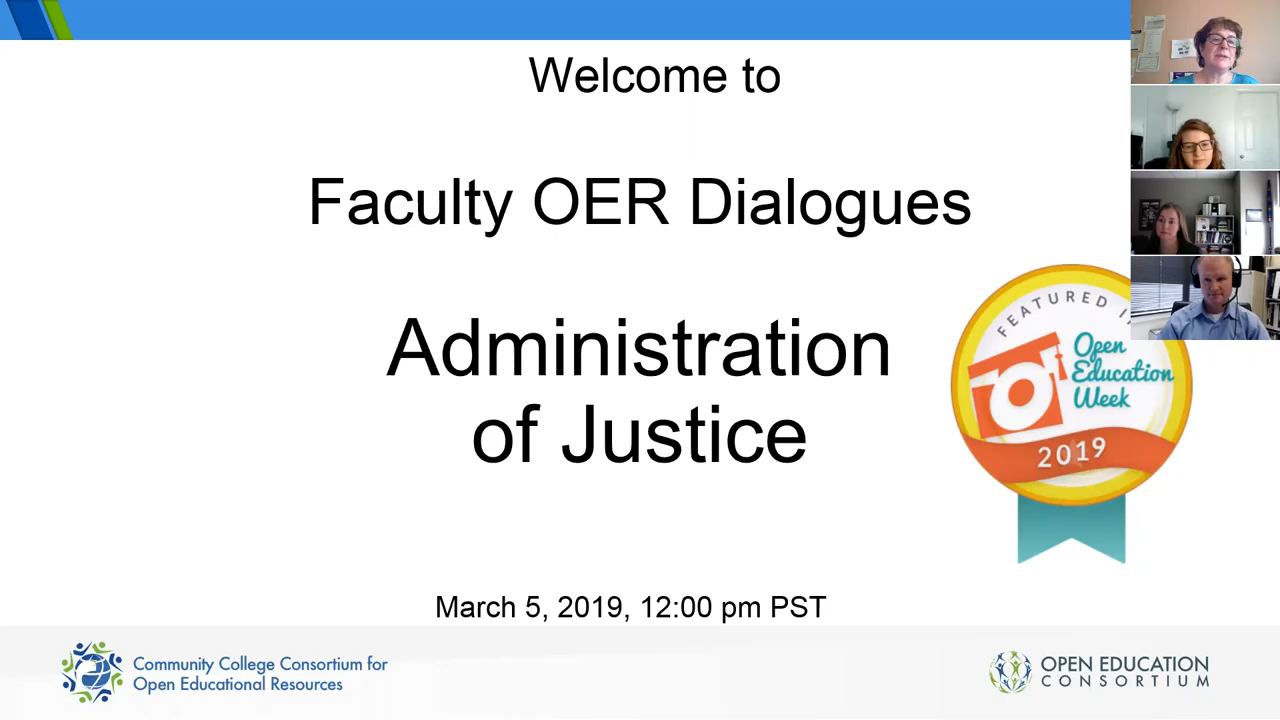 Welcome to
Faculty OER Dialogues
Administration
of Justice
FEATURED I
Open
Education
Week
2019
March 5, 2019, 12:00 pm PST
Community College Consortium for
Open Educational Resources
OPEN EDUCATION
CONSORTIUM